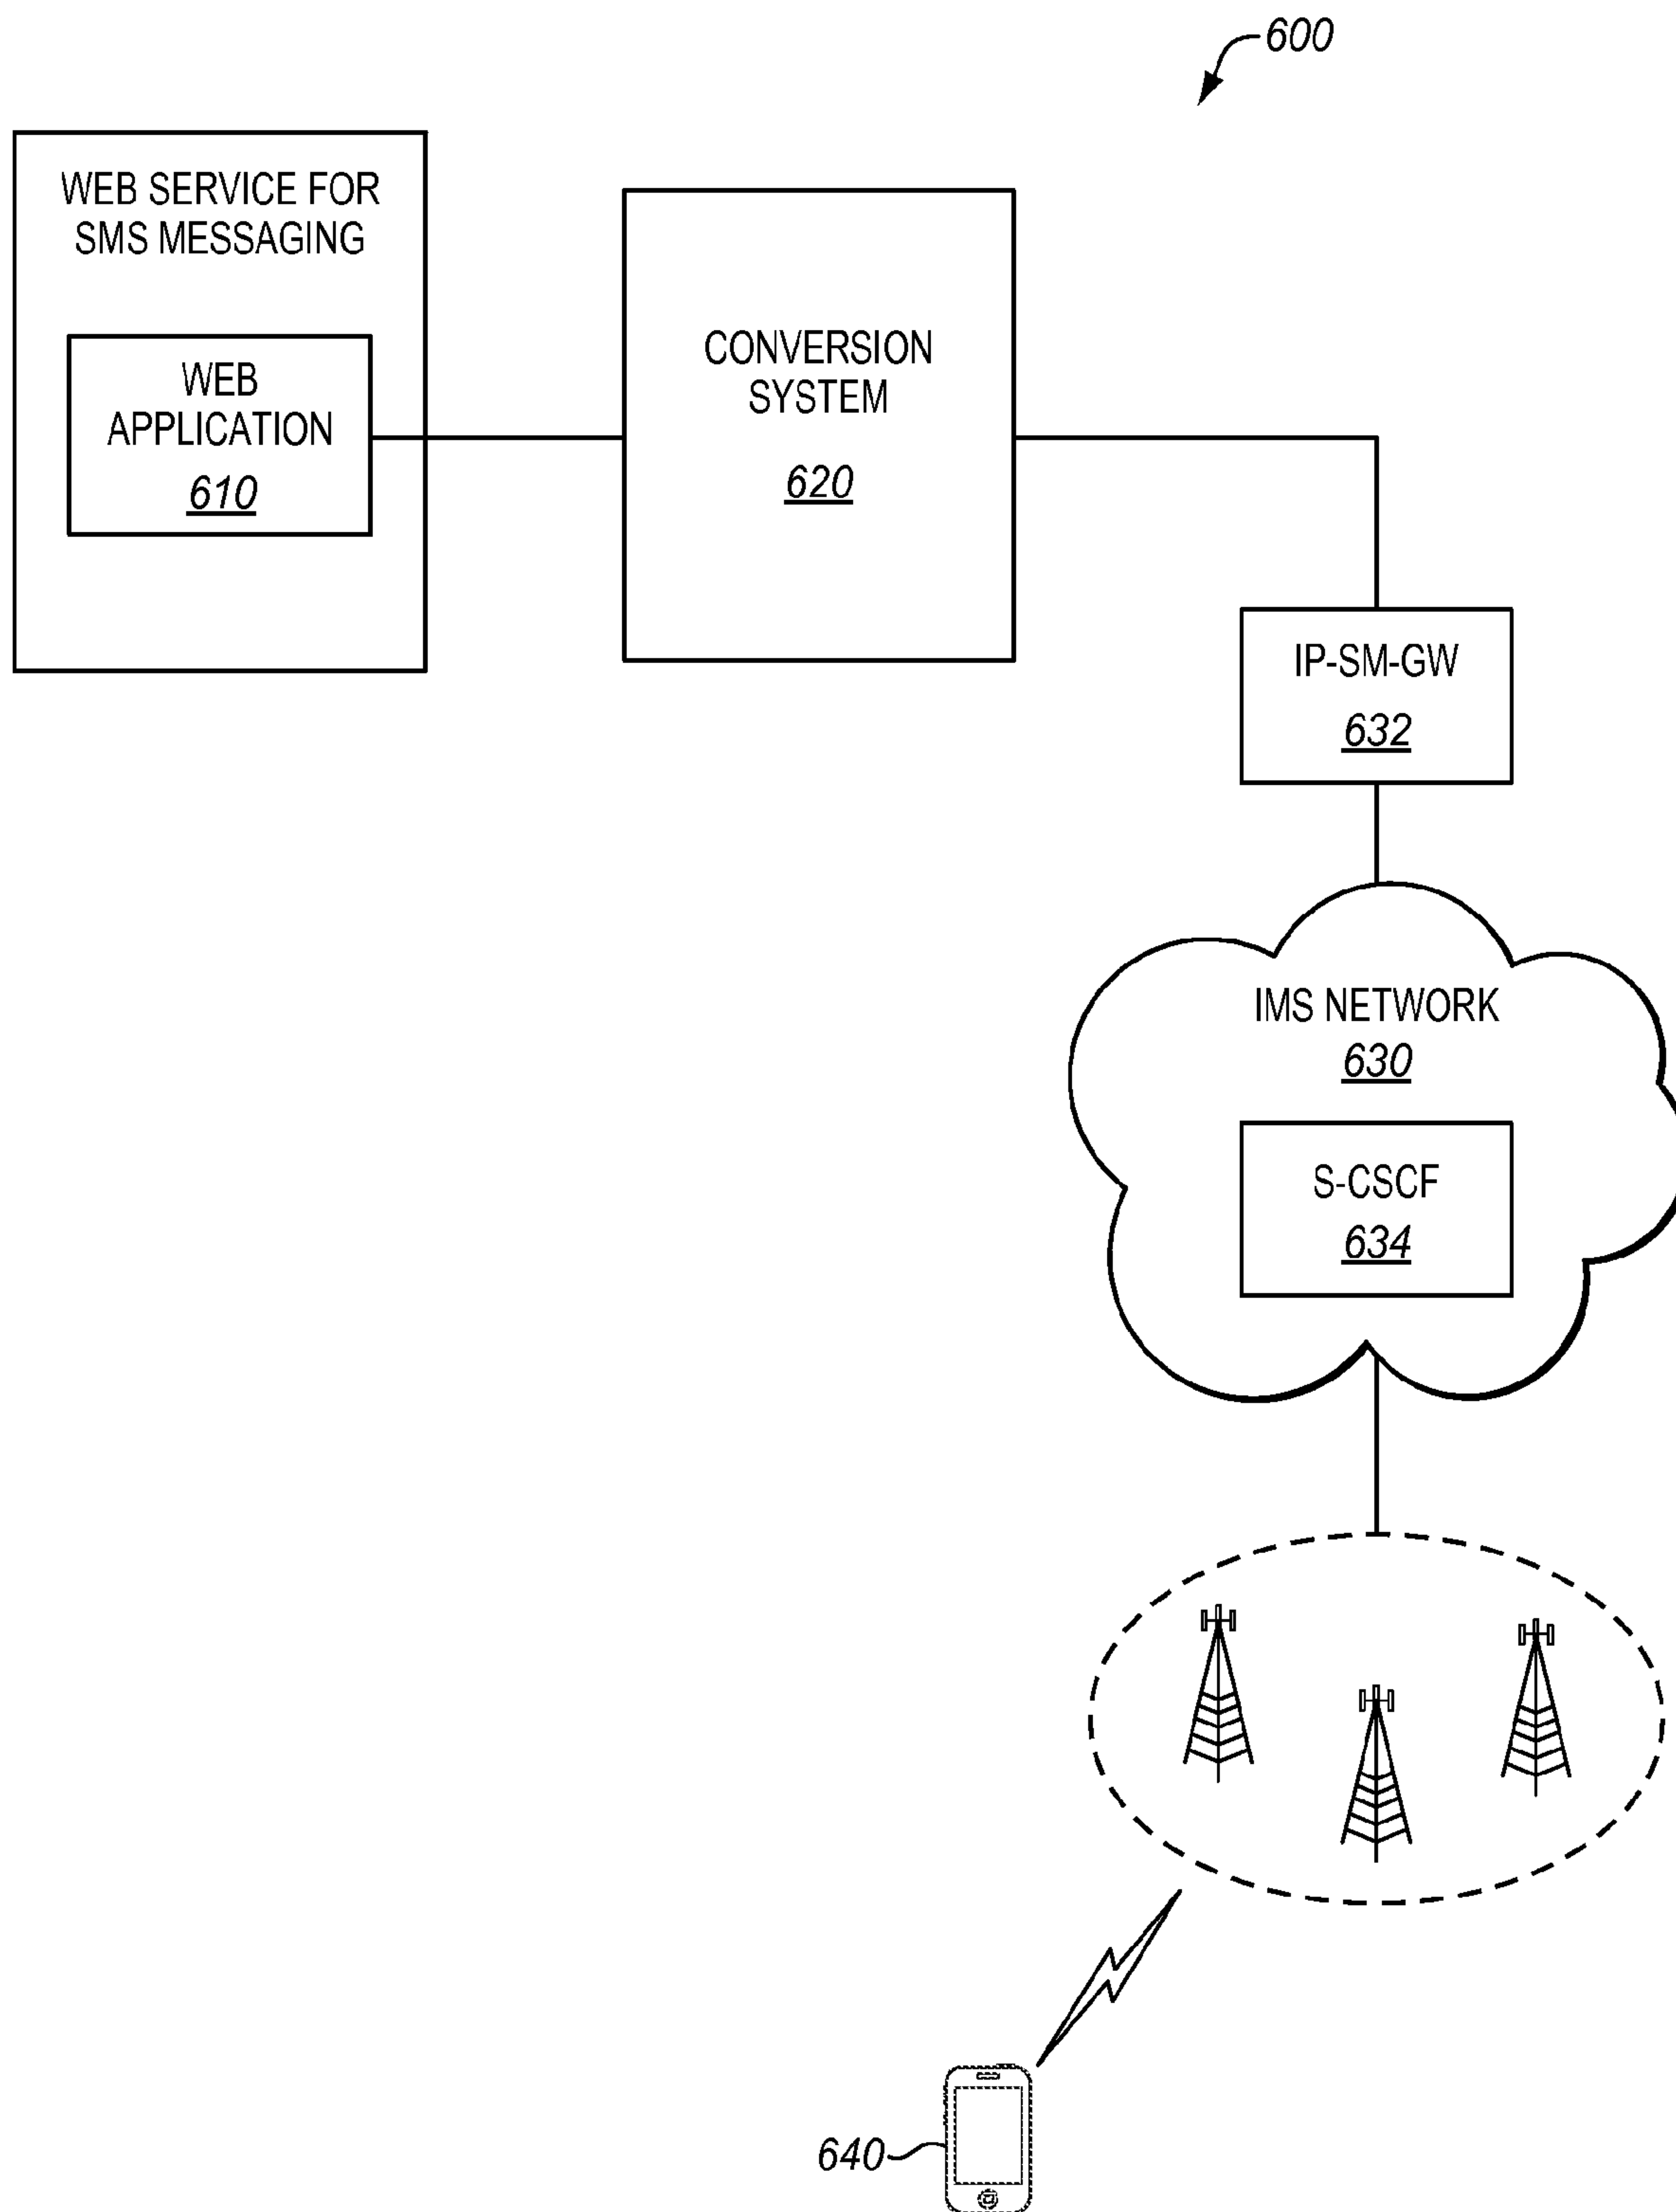 600
WEB SERVICE FOR
SMS MESSAGING
WEB
APPLICATION
610
CONVERSION
SYSTEM
620
IP-SM-GW
632
IMS NETWORK
630
S-CSCF
634
640